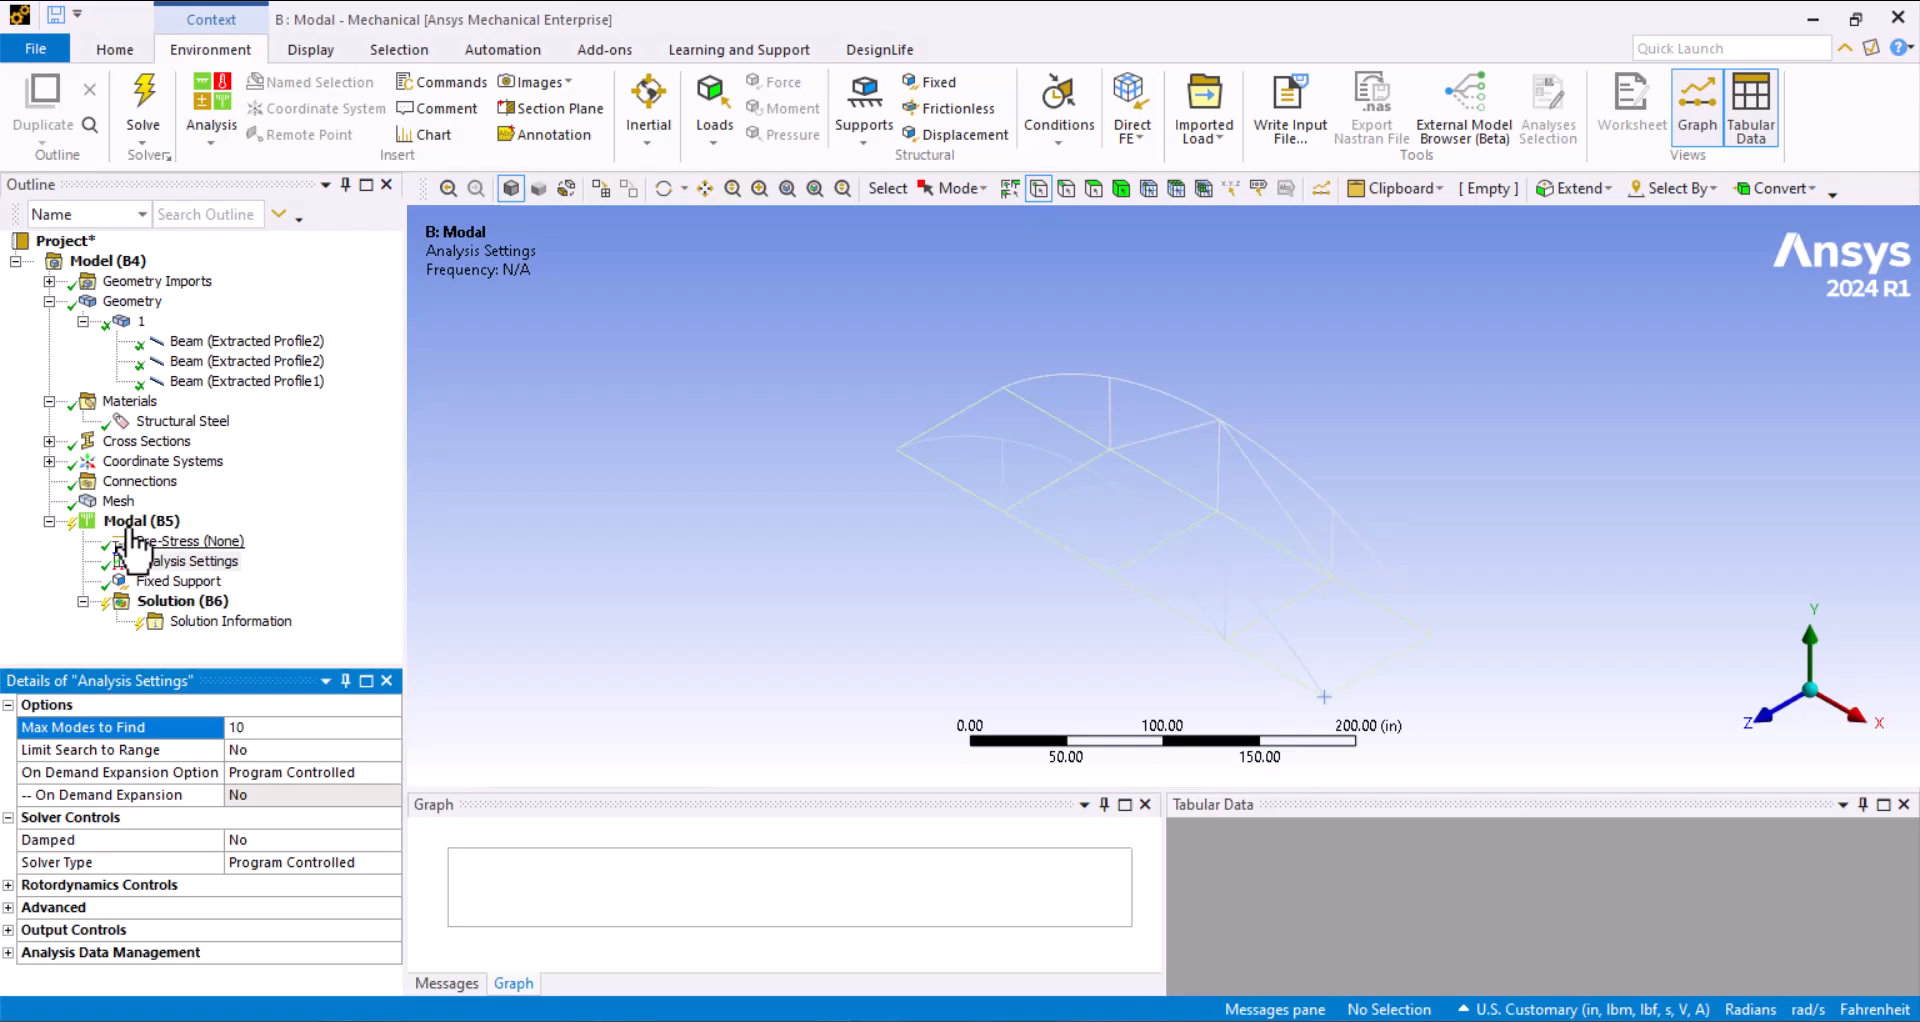 Context
B : Modal - Mechanical [Ansys Mechanical Enterprise]
File
Home
Environment
Display
Selection
Automation
Add-ons
Learning and Support
DesignLife
Quick Launch
Duplicate
Outline
Solve
Solver
Analysis
Named Selection
Coordinate System
Remote Point
Commands
Comment
Chart
Images
Section Plane
Annotation
Insert
Inertial
Loads
Force
Moment
Pressure
Supports
Fixed
Frictionless
Displacement
Structural
Conditions
Direct
FE
Imported
Load
Write Input
File...
.nas
Export
Nastran File
External Model
Browser (Beta)
Analyses
Selection
Tools
Worksheet
Graph
Tabular
Data
Views
Outline
Name
Search Outline
Select
Mode
Clipboard
[ Empty ]
Extend
Select By
Convert
Project*
Model (B4)
Geometry Imports
Geometry
1
Beam (Extracted Profile2)
Beam (Extracted Profile2)
Beam (Extracted Profile1)
Materials
Structural Steel
Cross Sections
Coordinate Systems
Connections
Mesh
Modal (B5)
re-Stress (None)
alysis Settings
Fixed Support
Solution (B6)
Solution Information
B: Modal
Analysis Settings
Frequency: N/A
Ansys
2024 R1
0.00
100.00
200.00 (in)
50.00
150.00
Y
Z
X
Details of "Analysis Settings"
Options
Max Modes to Find 10
Limit Search to Range No
On Demand Expansion Option Program Controlled
-- On Demand Expansion No
Solver Controls
Damped No
Solver Type Program Controlled
Rotordynamics Controls
Advanced
Output Controls
Analysis Data Management
Graph
Tabular Data
Messages
Graph
Messages pane
No Selection
U.S. Customary (in, lbm, lbf, s, V, A)
Radians
rad/s
Fahrenheit